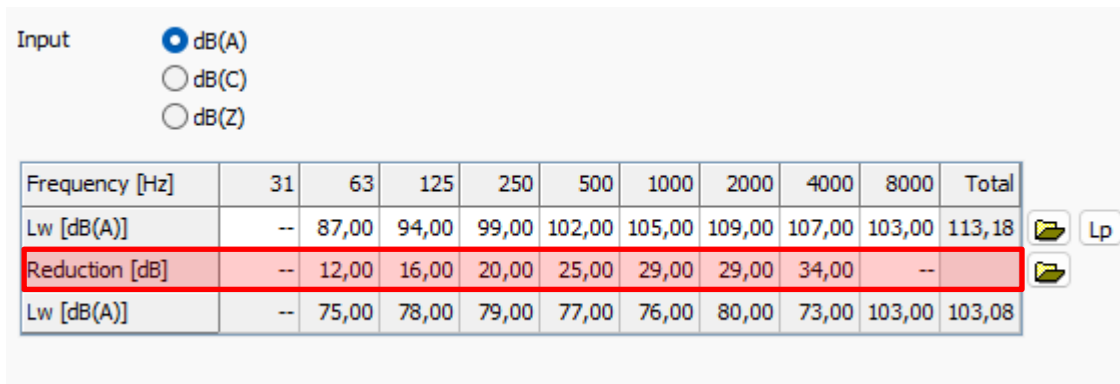 Input dB(A)
dB(C)
dB(Z)
Frequency [Hz] 31 63 125 250 500 1000 2000 4000 8000 Total
Lw [dB(A)] -- 87,00 94,00 99,00 102,00 105,00 109,00 107,00 103,00 113,18 Lp
Reduction [dB] -- 12,00 16,00 20,00 25,00 29,00 29,00 34,00 --
Lw [dB(A)] -- 75,00 78,00 79,00 77,00 76,00 80,00 73,00 103,00 103,08